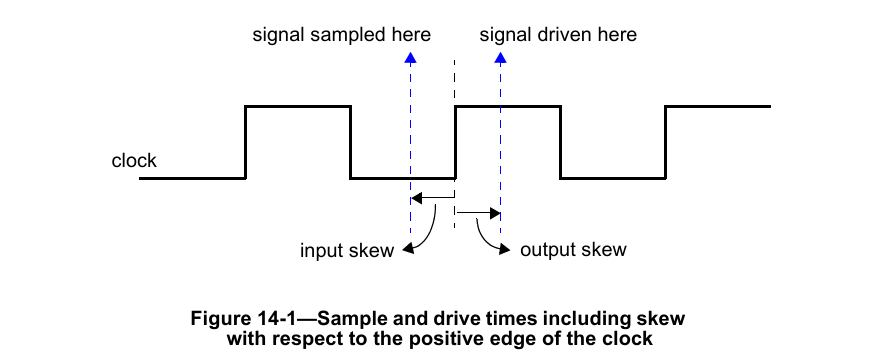 signal sampled here
signal driven here
clock
input skew
output skew
Figure 14-1—Sample and drive times including skew
with respect to the positive edge of the clock